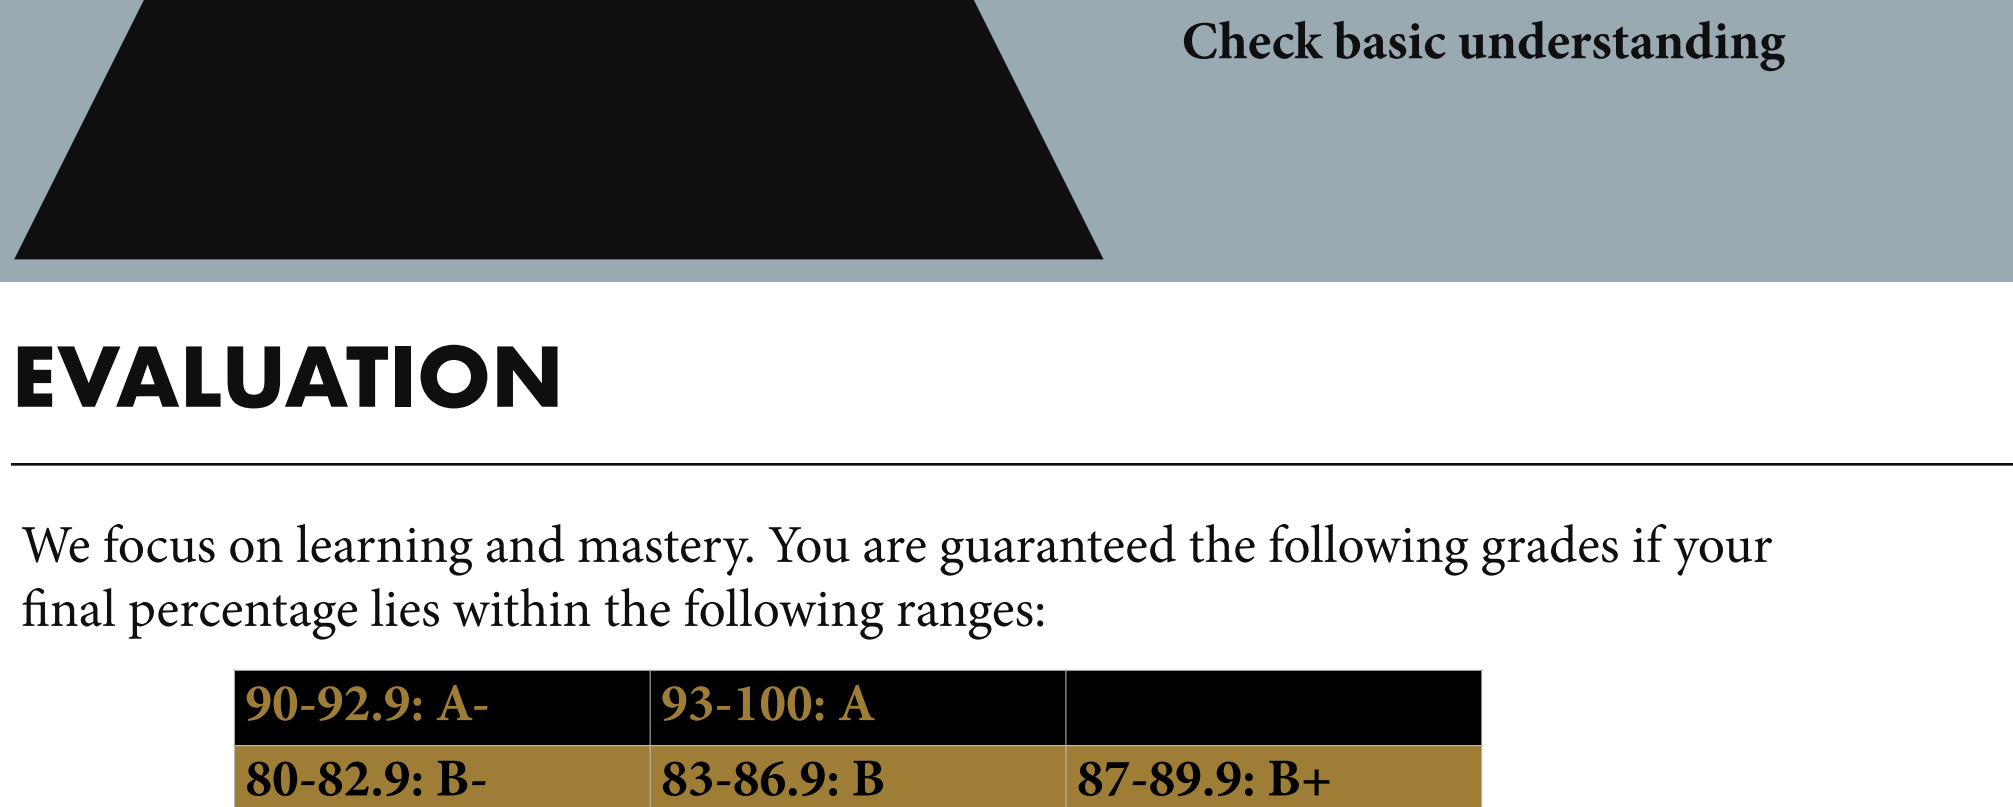 Check basic understanding
EVALUATION
We focus on learning and mastery. You are guaranteed the following grades if your
final percentage lies within the following ranges:
90-92.9: A- 93-100: A
80-82.9: B- 83-86.9: B 87-89.9: B+